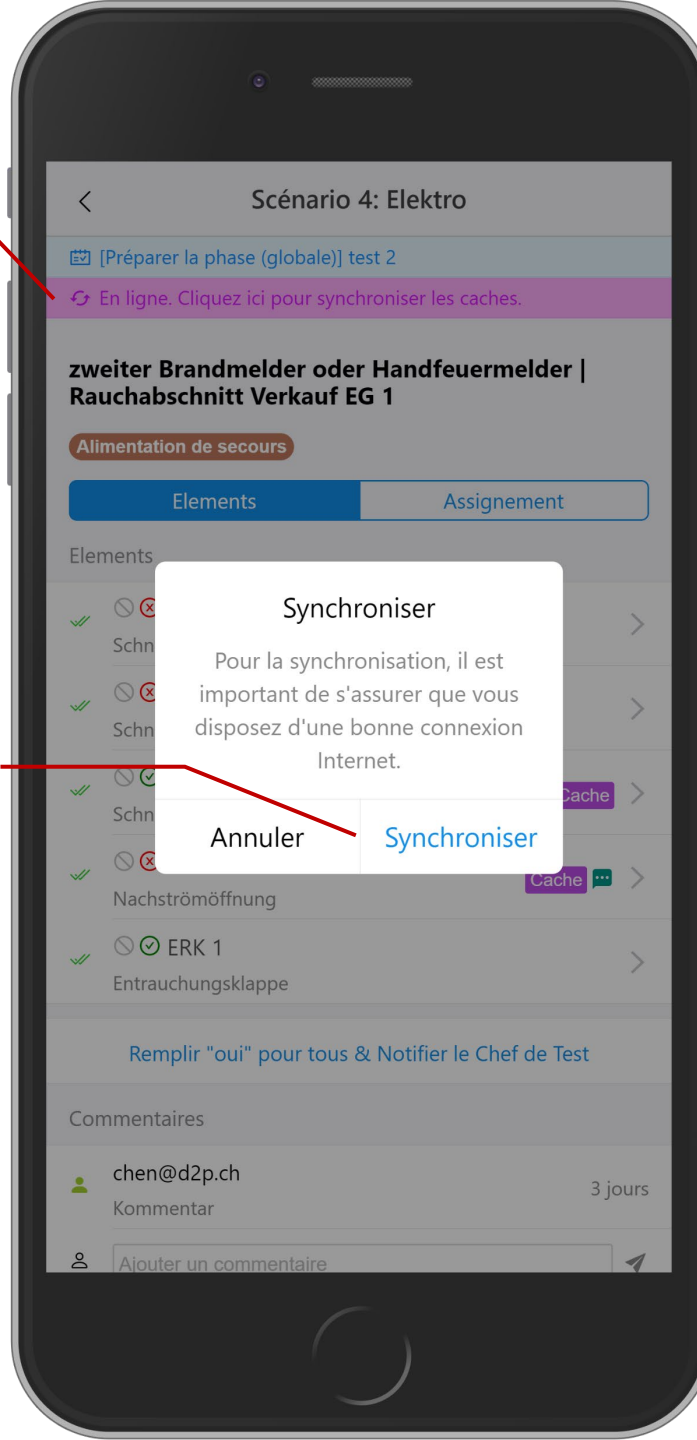 Scénario 4: Elektro
[Préparer la phase (globale)] test 2
En ligne. Cliquez ici pour synchroniser les caches.
zweiter Brandmelder oder Handfeuermelder |
Rauchabschnitt Verkauf EG 1
Alimentation de secours
Elements
Assignement
Elements
Synchroniser
Pour la synchronisation, il est
important de s'assurer que vous
disposez d'une bonne connexion
Internet.
Annuler
Synchroniser
Schn
Schn
Cache
Schn
Cache
Nachströmöffnung
ERK 1
Entrauchungsklappe
Remplir "oui" pour tous & Notifier le Chef de Test
Commentaires
chen@d2p.ch
3 jours
Kommentar
Ajouter un commentaire